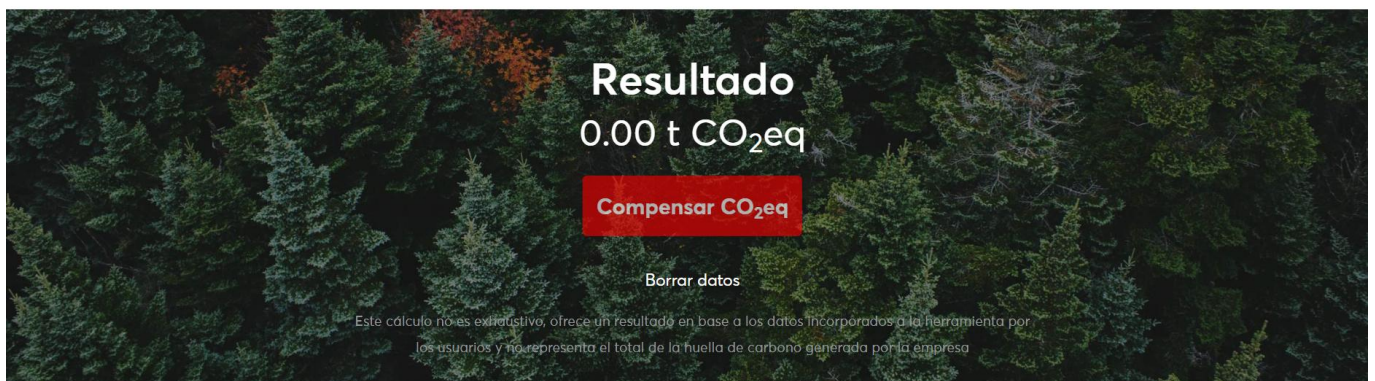 Resultado
0.00 t CO₂eq
Compensar CO₂eq
Borrar datos
Este cálculo no es exhaustivo, ofrece un resultado en base a los datos incorporados a la herramienta por
los usuarios y no representa el total de la huella de carbono generada por la empresa